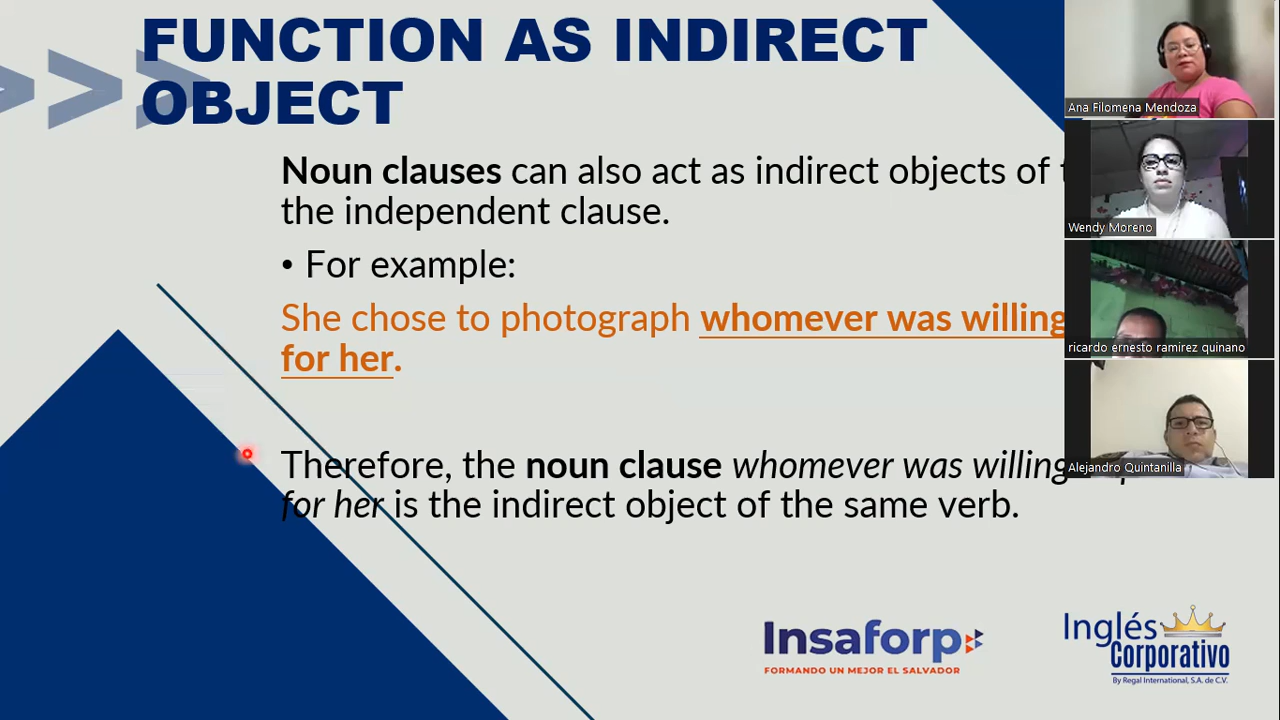 FUNCTION AS INDIRECT
OBJECT
Noun clauses can also act as indirect objects of
the independent clause.
• For example:
She chose to photograph whomever was willing
for her.
Therefore, the noun clause whomever was willing
for her is the indirect object of the same verb.
Ana Filomena Mendoza
Wendy Moreno
ricardo ernesto ramirez quinano
Alejandro Quintanilla
Insaforp
FORMANDO UN MEJOR EL SALVADOR
Inglés
Corporativo
By Regal International, S.A. de C.V.